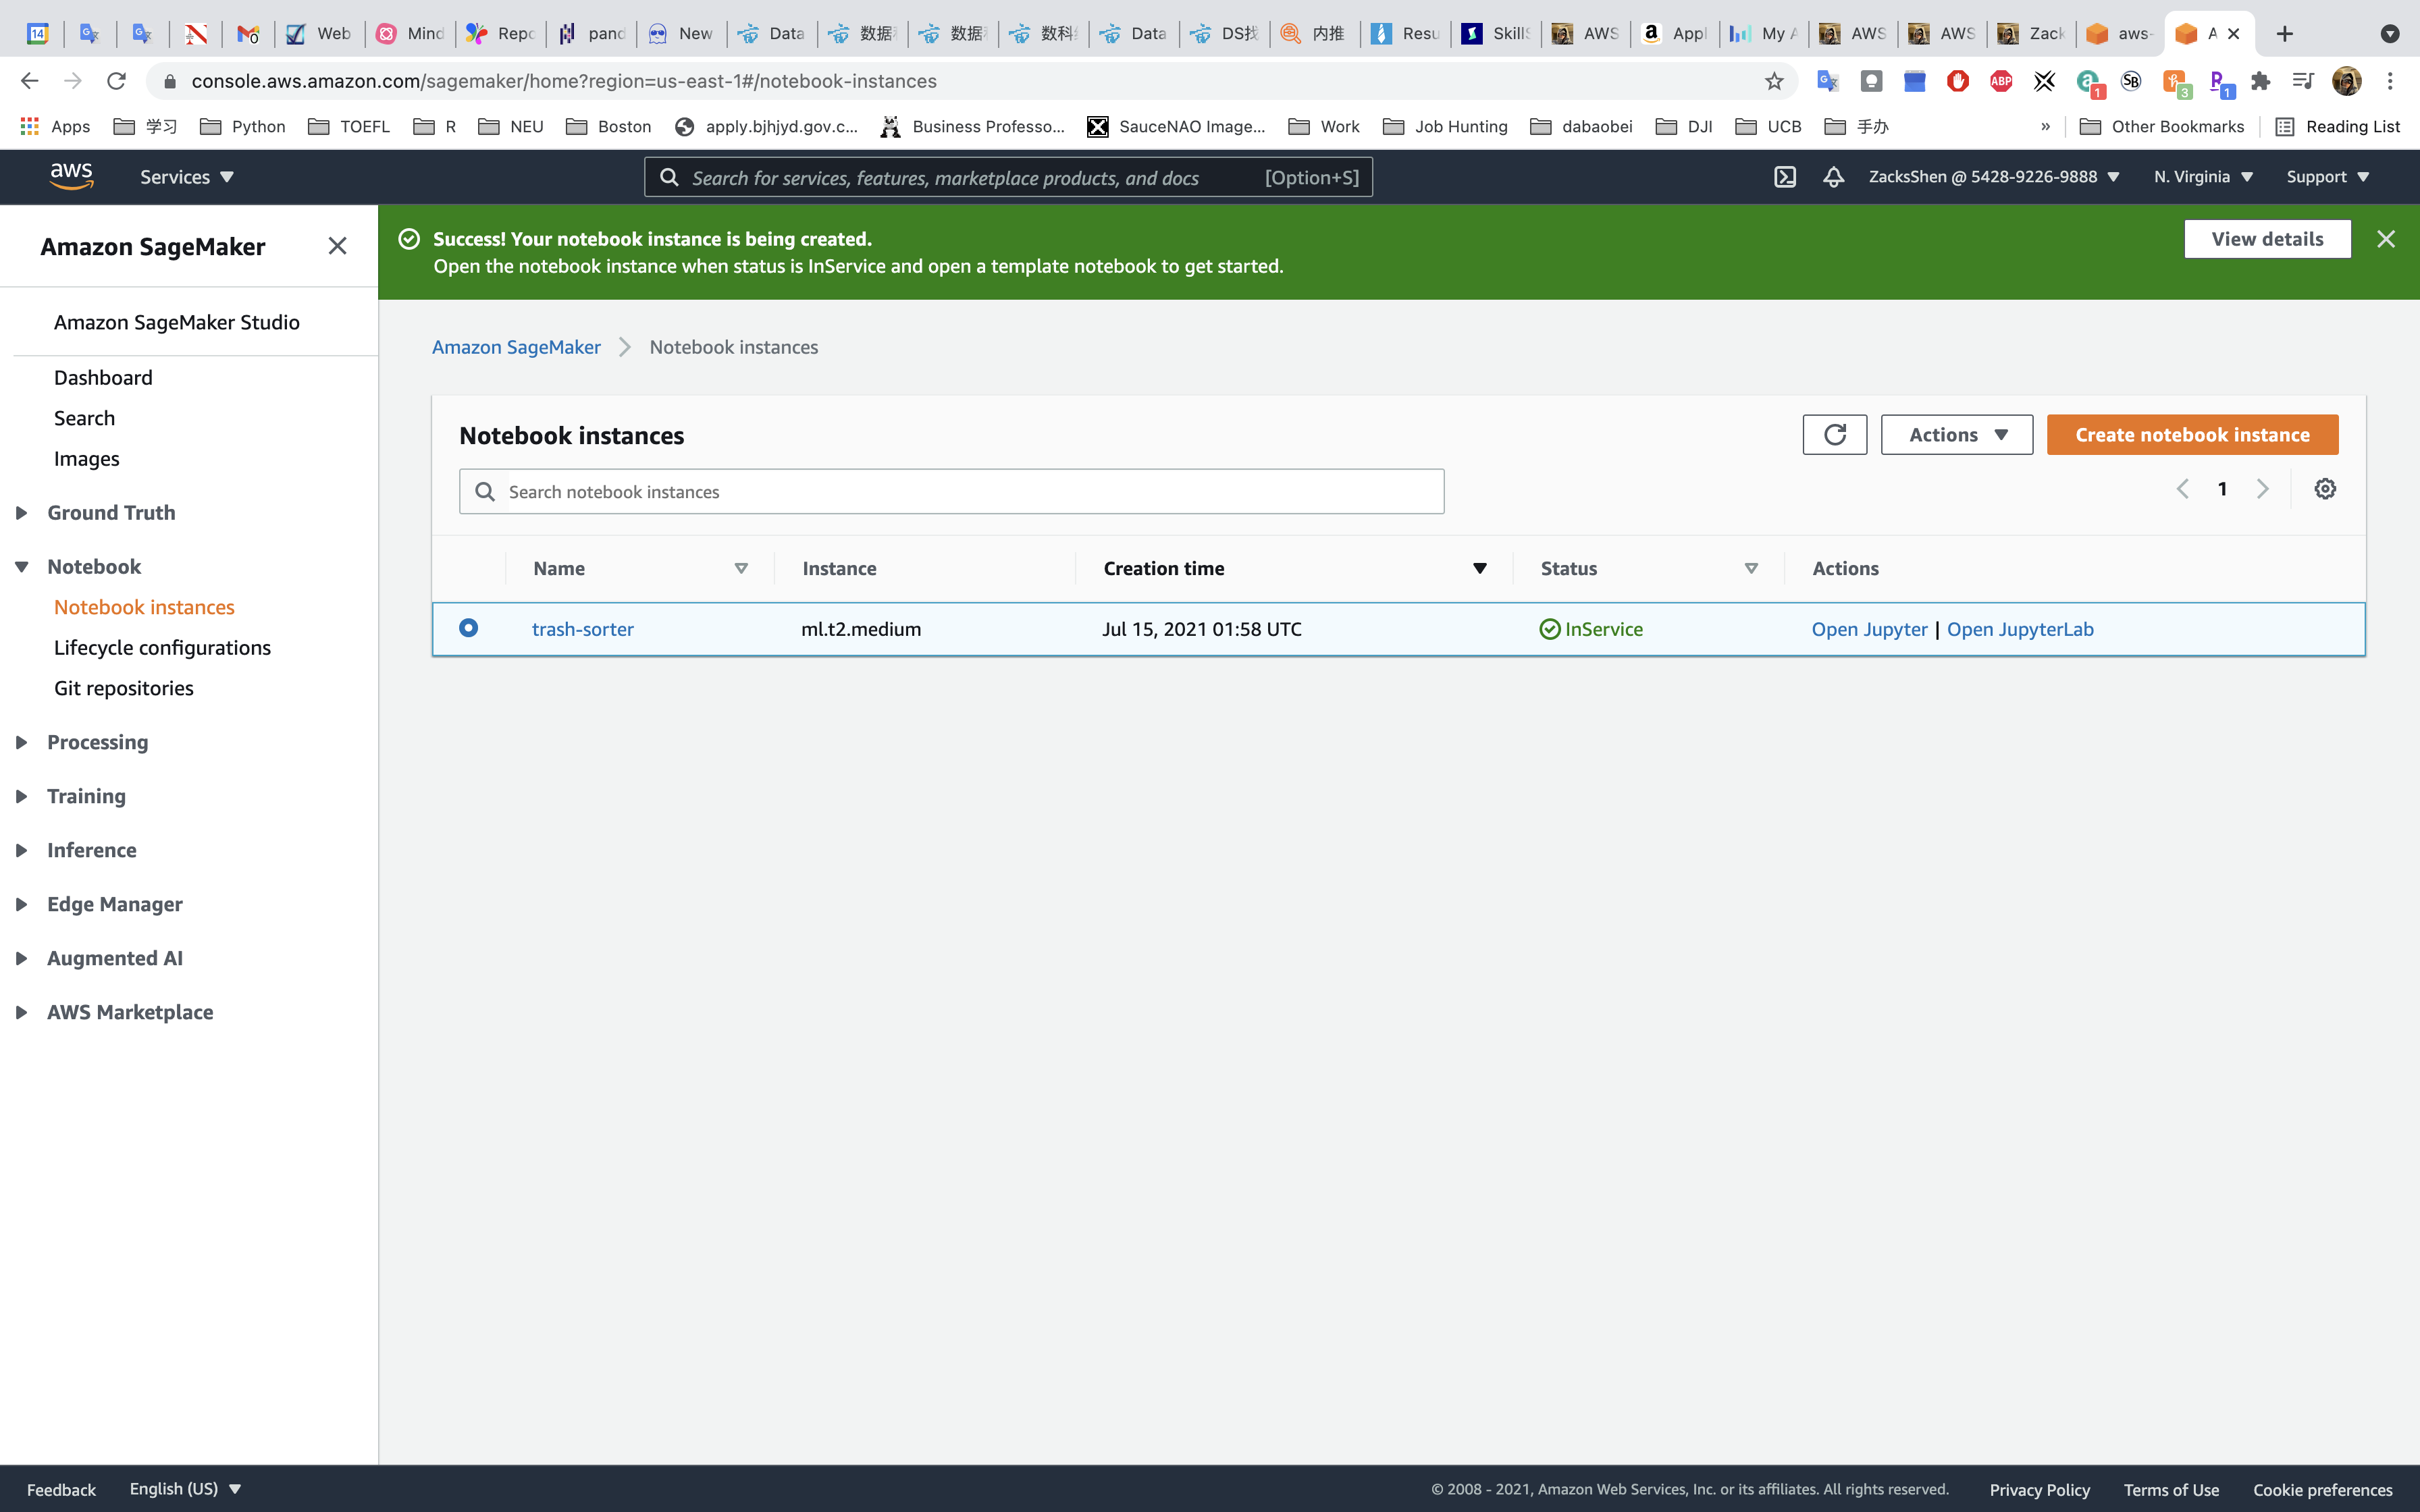 14 Web Mind Repo pand New Data 数据 数据 数科 Data DS找 内推 Resu Skill AWS Appl My AWS AWS Zack aws-
console.aws.amazon.com/sagemaker/home?region=us-east-1#/notebook-instances ABP 1 SB 3 1
Apps 学习 Python TOEFL R NEU Boston apply.bjhjyd.gov.c... Business Professo... SauceNAO Image... Work Job Hunting dabaobei DJI UCB 手办 » Other Bookmarks Reading List
aws Services Search for services, features, marketplace products, and docs [Option+S] ZacksShen @ 5428-9226-9888 N. Virginia Support
Amazon SageMaker
Success! Your notebook instance is being created.
Open the notebook instance when status is InService and open a template notebook to get started.
View details
Amazon SageMaker Studio
Dashboard
Search
Images
Ground Truth
Notebook
Notebook instances
Lifecycle configurations
Git repositories
Processing
Training
Inference
Edge Manager
Augmented AI
AWS Marketplace
Amazon SageMaker Notebook instances
Notebook instances
Actions
Create notebook instance
Search notebook instances
1
Name Instance Creation time Status Actions
trash-sorter ml.t2.medium Jul 15, 2021 01:58 UTC InService Open Jupyter | Open JupyterLab
Feedback English (US) © 2008 - 2021, Amazon Web Services, Inc. or its affiliates. All rights reserved. Privacy Policy Terms of Use Cookie preferences